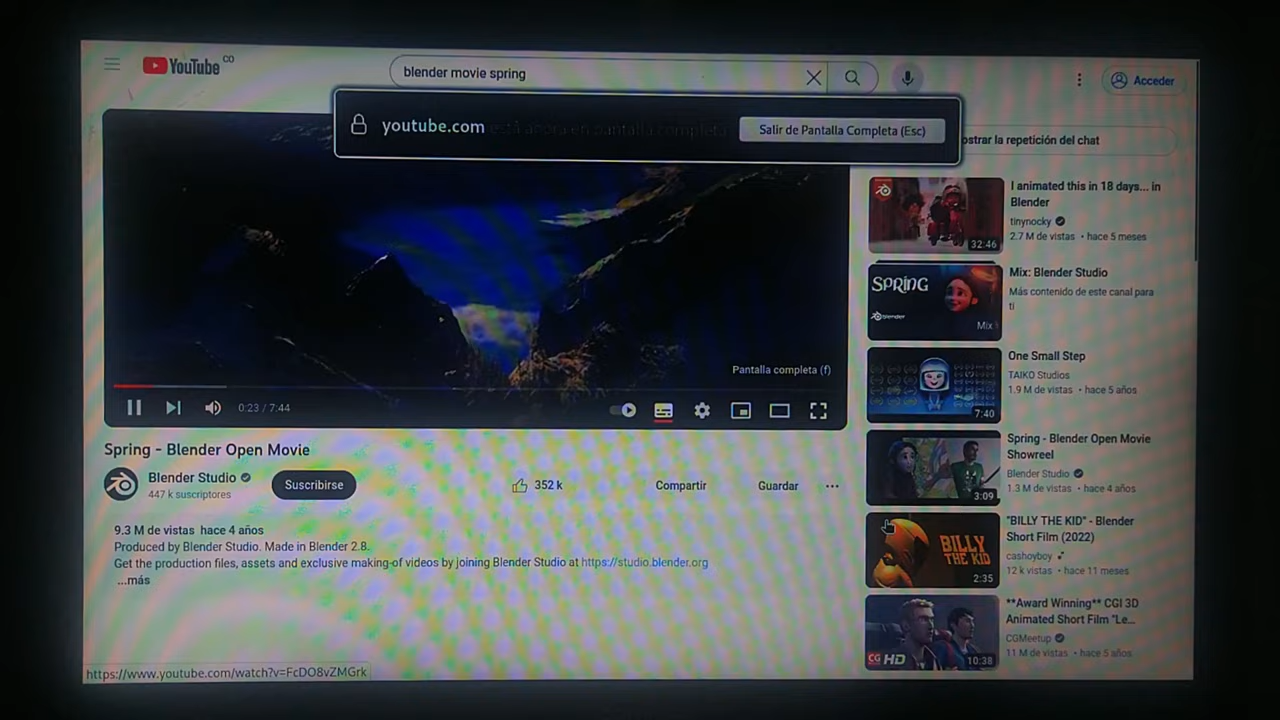 YouTube CO
blender movie spring
Acceder
youtube.com está ahora en pantalla completa
Salir de Pantalla Completa (Esc)
ostrar la repetición del chat
Pantalla completa (f)
0:23 / 7:44
Spring - Blender Open Movie
Blender Studio
447 k suscriptores
Suscribirse
352 k
Compartir
Guardar
9.3 M de vistas hace 4 años
Produced by Blender Studio. Made in Blender 2.8.
Get the production files, assets and exclusive making-of videos by joining Blender Studio at https://studio.blender.org
...más
32:46
I animated this in 18 days... in
Blender
tinynocky
2.7 M de vistas • hace 5 meses
SPRING
blender
Mix
Mix: Blender Studio
Más contenido de este canal para
ti
7:40
One Small Step
TAIKO Studios
1.9 M de vistas • hace 5 años
3:09
Spring - Blender Open Movie
Showreel
Blender Studio
1.3 M de vistas • hace 4 años
BILLY
THE KID
2:35
"BILLY THE KID" - Blender
Short Film (2022)
cashoyboy
12 k vistas • hace 11 meses
CG HD
10:38
**Award Winning** CGI 3D
Animated Short Film "Le...
CGMeetup
11 M de vistas • hace 5 años
https://www.youtube.com/watch?v=FcDO8vZMGrk